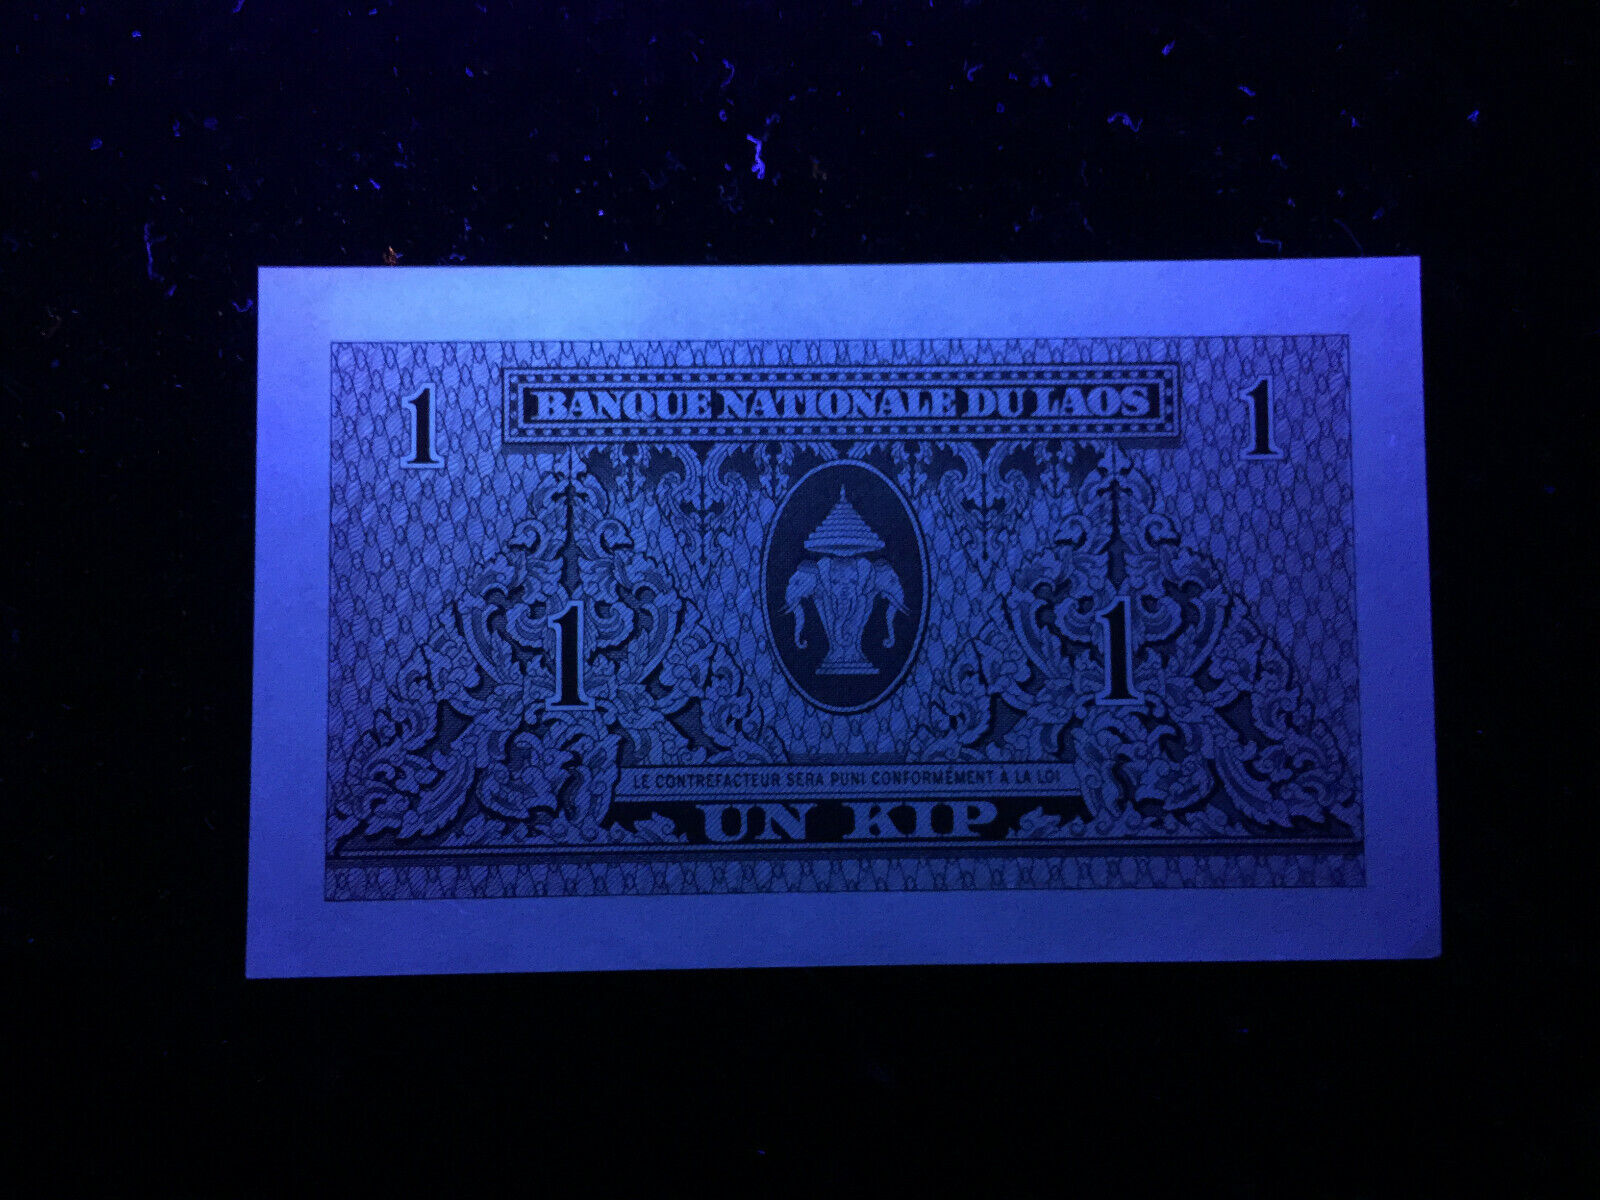 1 BANQUE NATIONALE DU LAOS 1
1 1
LE CONTREFACTEUR SERA PUNI CONFORMÉMENT A LA LOI
UN KIP